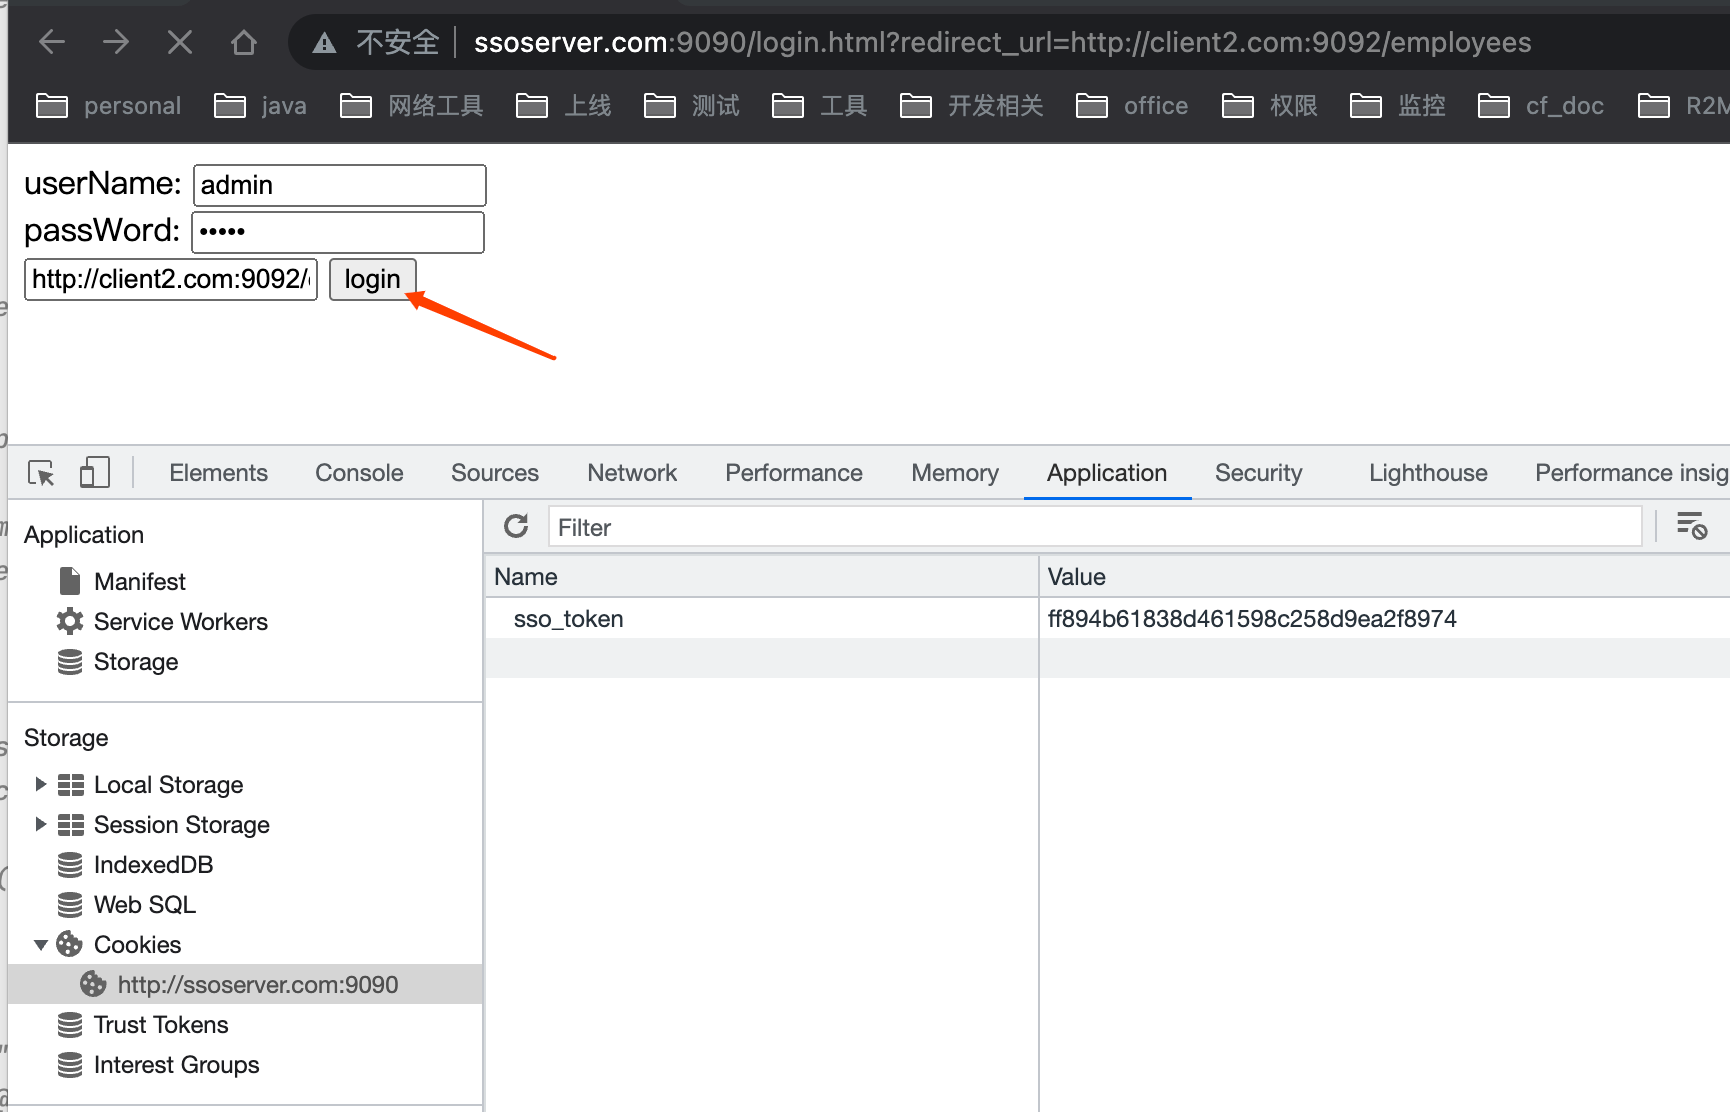 不安全 ssoserver.com:9090/login.html?redirect_url=http://client2.com:9092/employees
personal java 网络工具 上线 测试 工具 开发相关 office 权限 监控 cf_doc
userName: admin
passWord: •••••
http://client2.com:9092/ login
Elements Console Sources Network Performance Memory Application Security Lighthouse Performance insig
Application
Filter
Manifest
Service Workers
Storage
Name Value
sso_token ff894b61838d461598c258d9ea2f8974
Storage
Local Storage
Session Storage
IndexedDB
Web SQL
Cookies
http://ssoserver.com:9090
Trust Tokens
Interest Groups